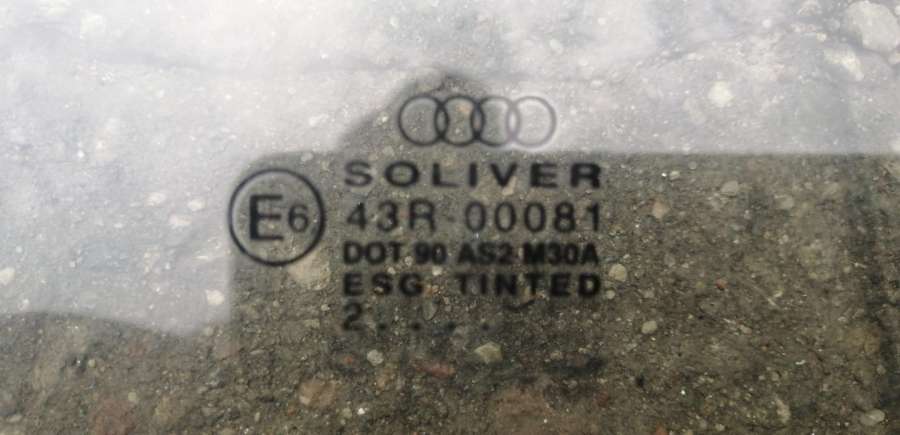 SOLIVER
E6
43R-00081
DOT 90 AS2 M30A
ESG TINTED
2.....